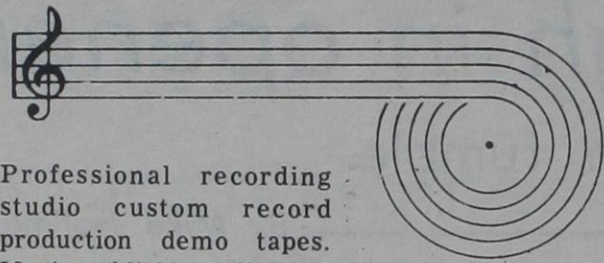 Professional recording
studio custom record
production demo tapes.